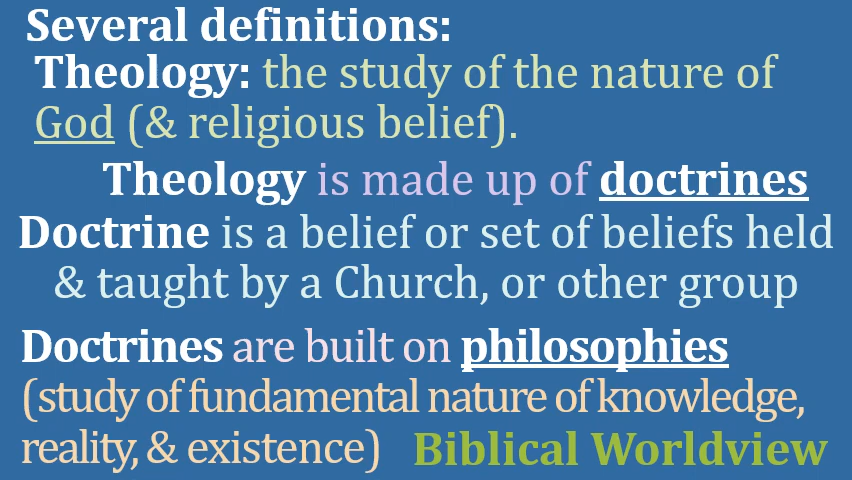 Several definitions:
Theology: the study of the nature of
God (& religious belief).
Theology is made up of doctrines
Doctrine is a belief or set of beliefs held
& taught by a Church, or other group
Doctrines are built on philosophies
(study of fundamental nature of knowledge,
reality, & existence) Biblical Worldview